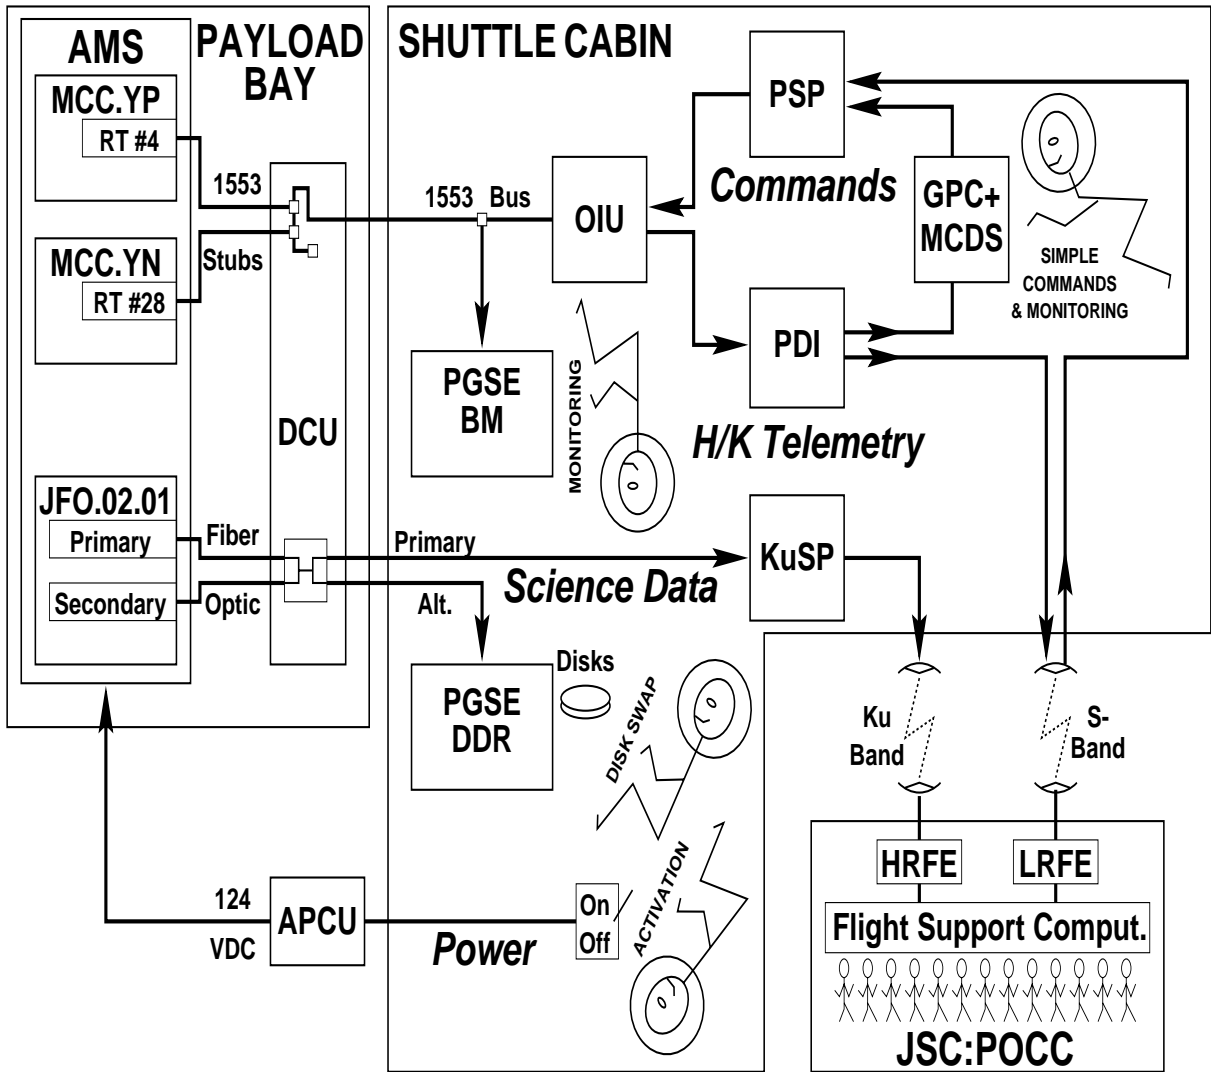 AMS
PAYLOAD
BAY
MCC.YP
RT #4
1553
MCC.YN
RT #28
Stubs
DCU
JFO.02.01
Primary
Fiber
Secondary
Optic
SHUTTLE CABIN
PSP
Commands
1553 Bus
OIU
GPC+
MCDS
SIMPLE
COMMANDS
& MONITORING
PDI
PGSE
BM
MONITORING
H/K Telemetry
Primary
KuSP
Science Data
Alt.
Disks
PGSE
DDR
DISK SWAP
Ku
Band
S-
Band
124
VDC
APCU
Power
On
Off
ACTIVATION
HRFE
LRFE
Flight Support Comput.
JSC:POCC